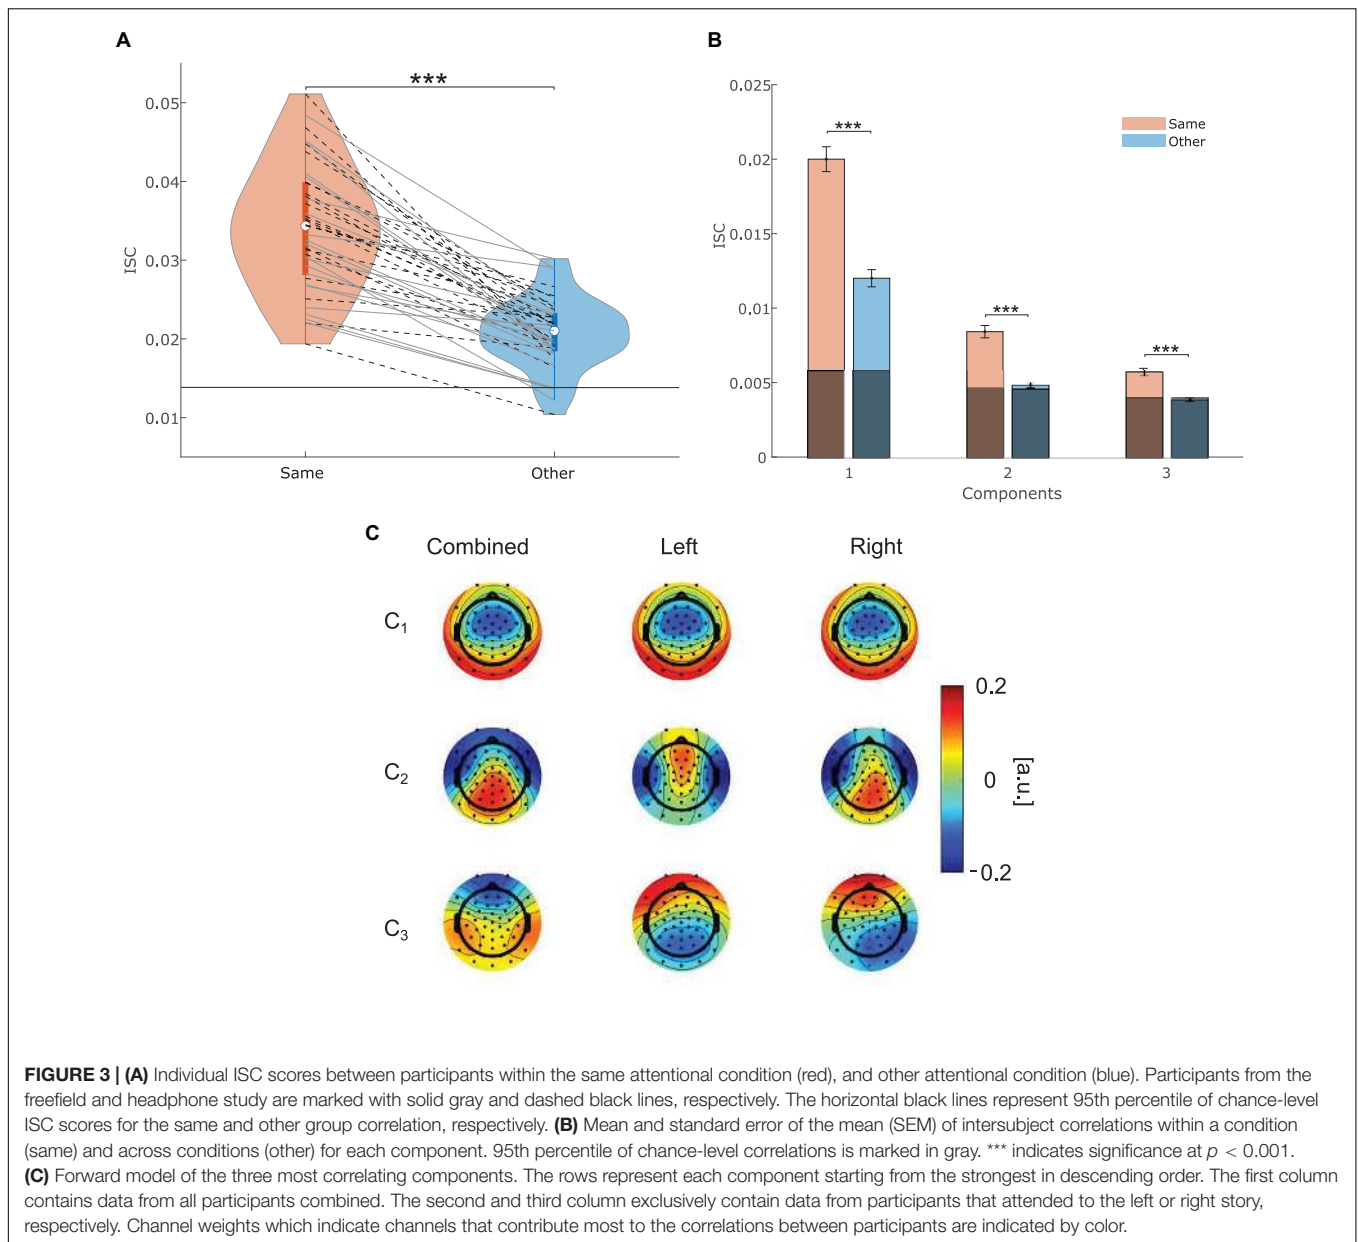 A
***
0.05
0.04
0.03
0.02
0.01
ISC
Same
Other
B
0.025
0.02
0.015
0.01
0.005
0
ISC
***
***
***
Same
Other
1
2
3
Components
C
Combined
Left
Right
C1
C2
C3
0.2
0
-0.2
[a.u.]
FIGURE 3 | (A) Individual ISC scores between participants within the same attentional condition (red), and other attentional condition (blue). Participants from the
freefield and headphone study are marked with solid gray and dashed black lines, respectively. The horizontal black lines represent 95th percentile of chance-level
ISC scores for the same and other group correlation, respectively. (B) Mean and standard error of the mean (SEM) of intersubject correlations within a condition
(same) and across conditions (other) for each component. 95th percentile of chance-level correlations is marked in gray. *** indicates significance at p < 0.001.
(C) Forward model of the three most correlating components. The rows represent each component starting from the strongest in descending order. The first column
contains data from all participants combined. The second and third column exclusively contain data from participants that attended to the left or right story,
respectively. Channel weights which indicate channels that contribute most to the correlations between participants are indicated by color.